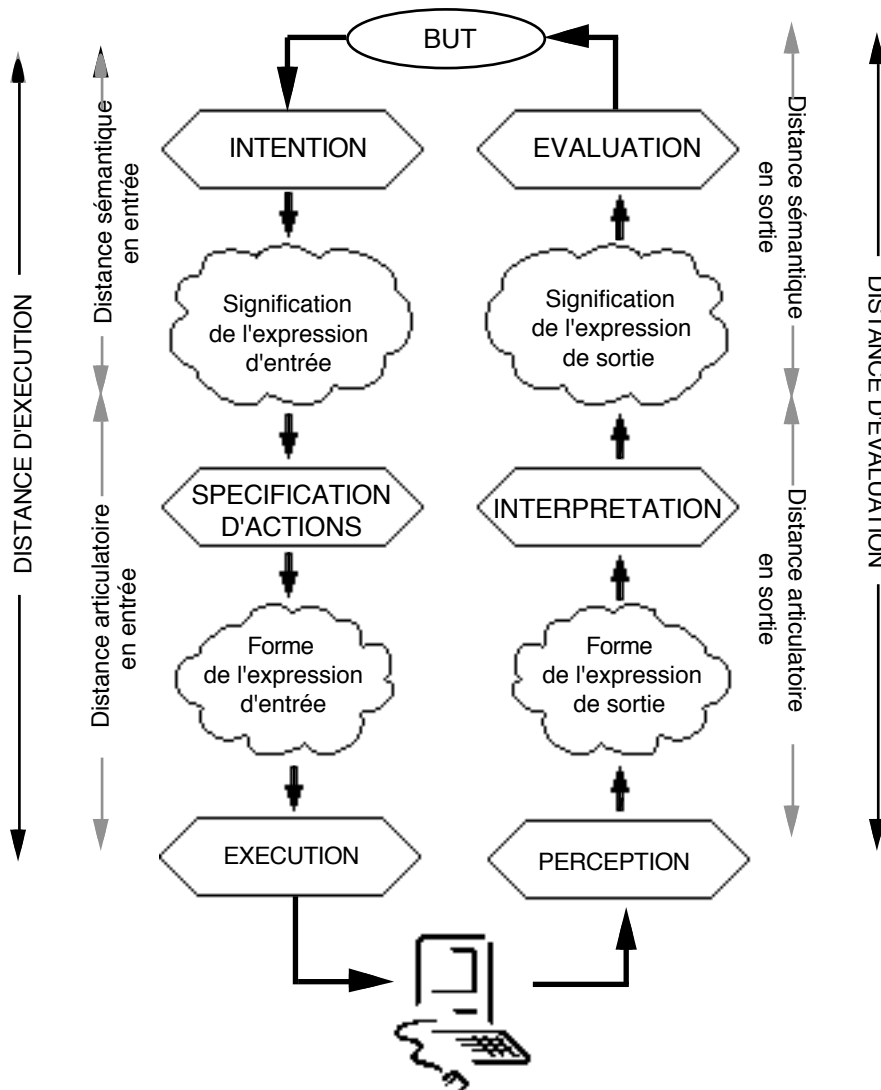 BUT
INTENTION
EVALUATION
Signification
de l'expression
d'entrée
Signification
de l'expression
de sortie
SPECIFICATION
D'ACTIONS
INTERPRETATION
Forme
de l'expression
d'entrée
Forme
de l'expression
de sortie
EXECUTION
PERCEPTION
DISTANCE D'EXECUTION
Distance sémantique
en entrée
Distance articulatoire
en entrée
Distance sémantique
en sortie
Distance articulatoire
en sortie
DISTANCE D'EVALUATION